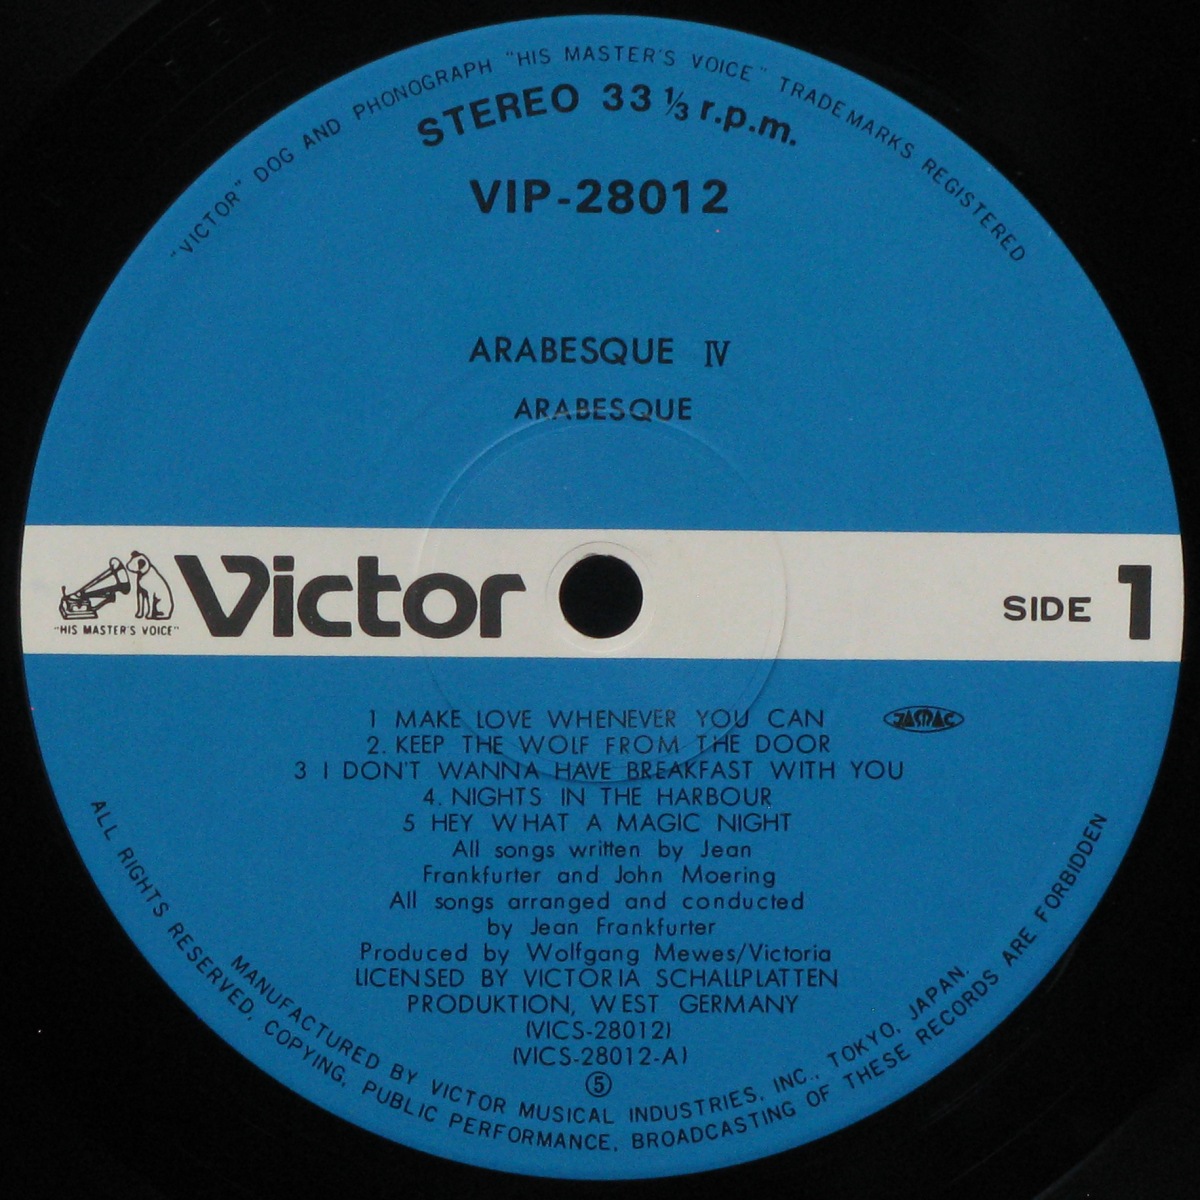 "VICTOR" DOG AND PHONOGRAPH "HIS MASTER'S VOICE" TRADEMARKS REGISTERED
STEREO 33 ⅓ r.p.m.
VIP-28012
ARABESQUE Ⅳ
ARABESQUE
"HIS MASTER'S VOICE"
Victor
SIDE 1
1 MAKE LOVE WHENEVER YOU CAN
JASRAC
2. KEEP THE WOLF FROM THE DOOR
3 I DON'T WANNA HAVE BREAKFAST WITH YOU
4. NIGHTS IN THE HARBOUR
5 HEY WHAT A MAGIC NIGHT
All songs written by Jean
Frankfurter and John Moering
All songs arranged and conducted
by Jean Frankfurter
Produced by Wolfgang Mewes/Victoria
LICENSED BY VICTORIA SCHALLPLATTEN
PRODUKTION, WEST GERMANY
(VICS-28012)
(VICS-28012-A)
⑤
MANUFACTURED BY VICTOR MUSICAL INDUSTRIES, INC., TOKYO, JAPAN.
ALL RIGHTS RESERVED, COPYING, PUBLIC PERFORMANCE, BROADCASTING OF THESE RECORDS ARE FORBIDDEN